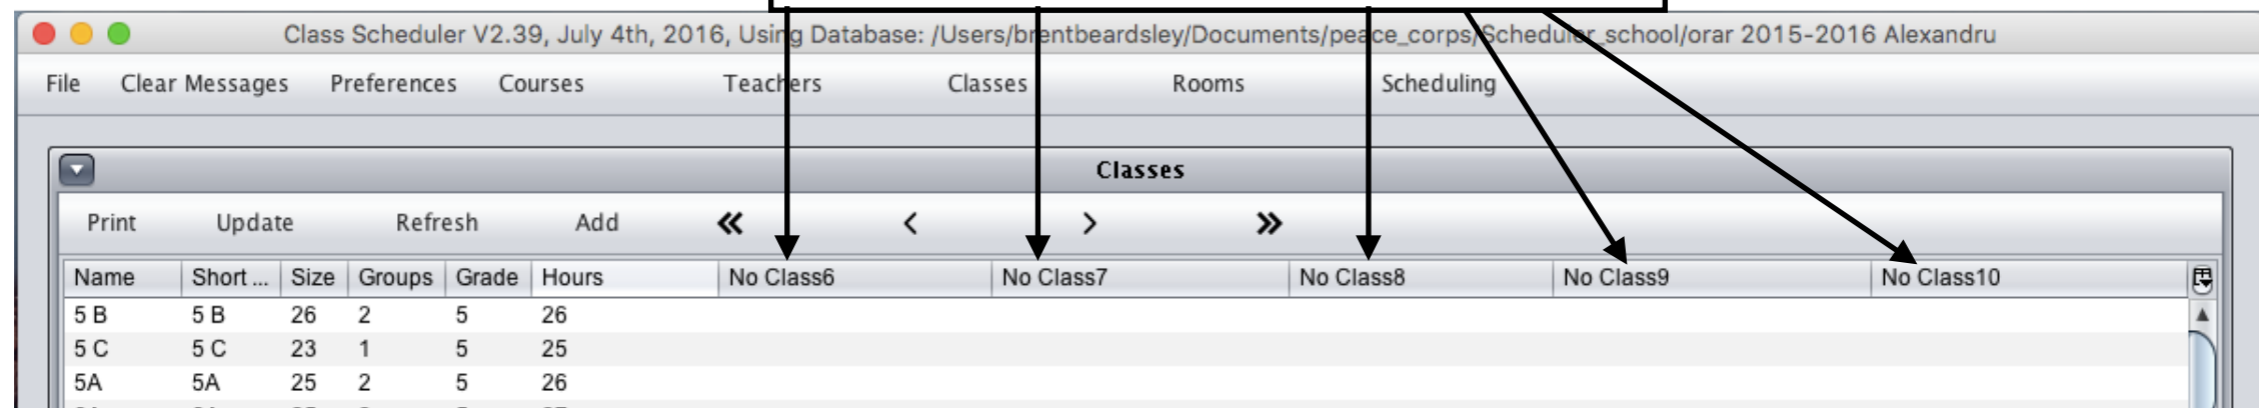 Class Scheduler V2.39, July 4th, 2016, Using Database: /Users/brentbeardsley/Documents/peace_corps/Scheduler_school/orar 2015-2016 Alexandru
File Clear Messages Preferences Courses Teachers Classes Rooms Scheduling
Classes
Print Update Refresh Add « < > »
Name Short ... Size Groups Grade Hours No Class6 No Class7 No Class8 No Class9 No Class10
5 B 5 B 26 2 5 26
5 C 5 C 23 1 5 25
5A 5A 25 2 5 26